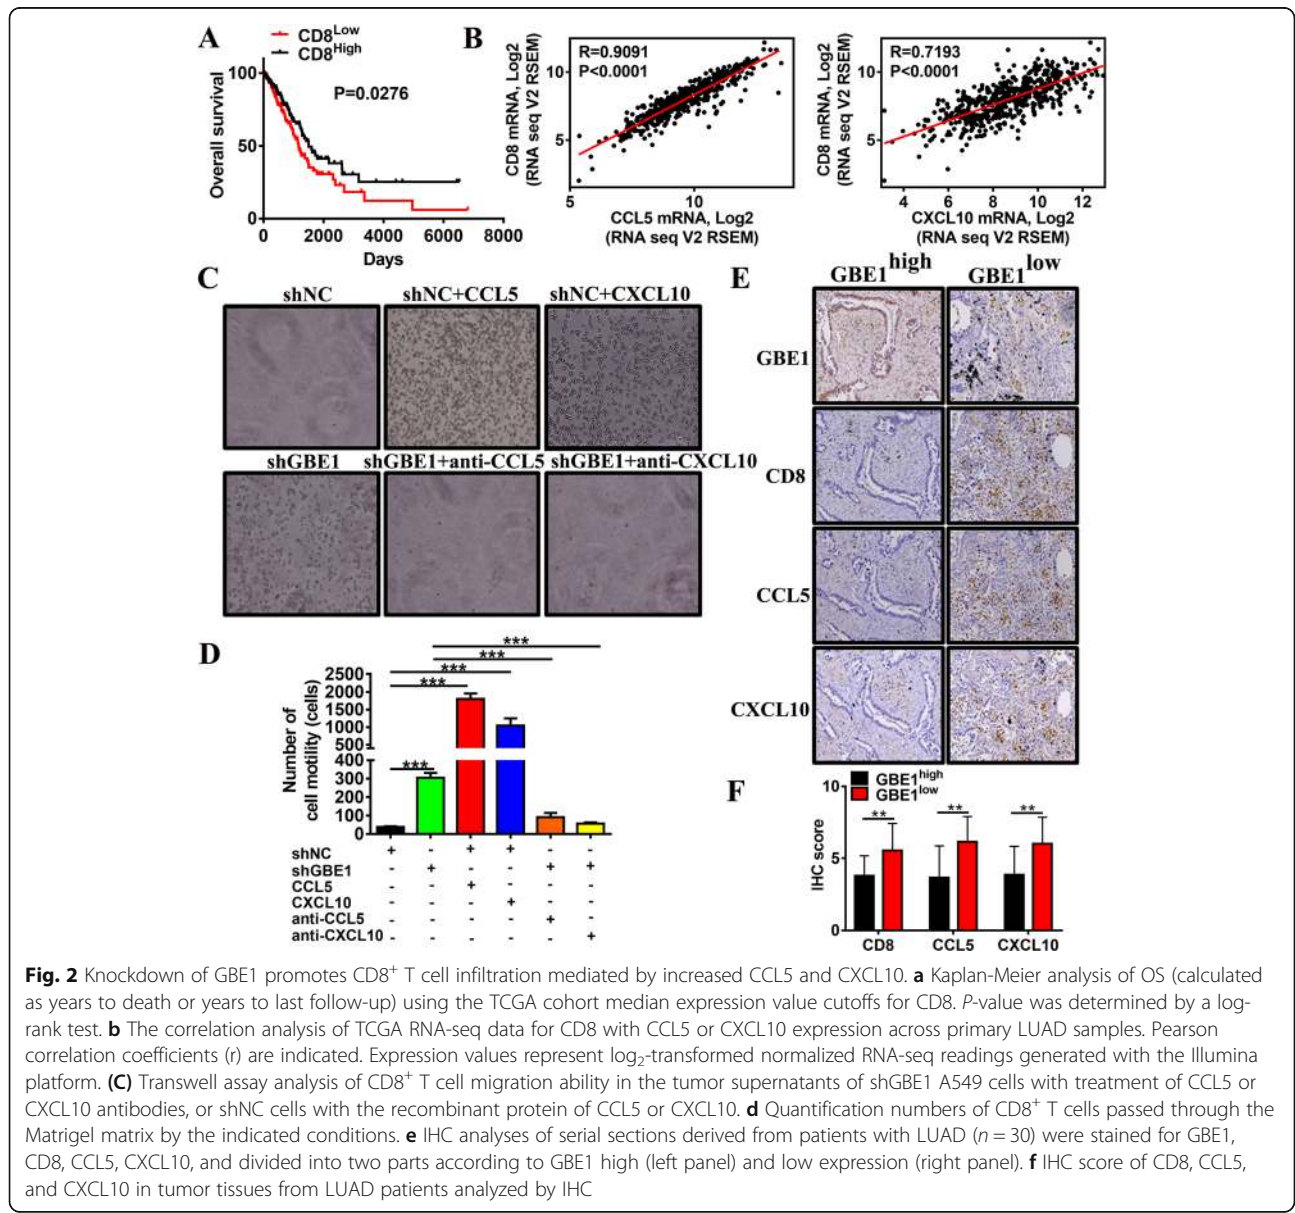 A
CD8Low
CD8High
P=0.0276
Overall survival
100
50
0
0 2000 4000 6000 8000
Days
B
R=0.9091
P<0.0001
CD8 mRNA, Log2
(RNA seq V2 RSEM)
10
5
5 10
CCL5 mRNA, Log2
(RNA seq V2 RSEM)
R=0.7193
P<0.0001
CD8 mRNA, Log2
(RNA seq V2 RSEM)
10
5
4 6 8 10 12
CXCL10 mRNA, Log2
(RNA seq V2 RSEM)
C
shNC shNC+CCL5 shNC+CXCL10
shGBE1 shGBE1+anti-CCL5 shGBE1+anti-CXCL10
D
Number of
cell motility (cells)
2500
2000
1500
1000
500
400
300
200
100
0
***
***
***
***
***
shNC + - + + - -
shGBE1 - + - - + +
CCL5 - - + - - -
CXCL10 - - - + - -
anti-CCL5 - - - - + -
anti-CXCL10 - - - - - +
E
GBE1high GBE1low
GBE1
CD8
CCL5
CXCL10
F
GBE1high
GBE1low
IHC score
10
5
0
** ** **
CD8 CCL5 CXCL10
Fig. 2 Knockdown of GBE1 promotes CD8+ T cell infiltration mediated by increased CCL5 and CXCL10. a Kaplan-Meier analysis of OS (calculated
as years to death or years to last follow-up) using the TCGA cohort median expression value cutoffs for CD8. P-value was determined by a log-
rank test. b The correlation analysis of TCGA RNA-seq data for CD8 with CCL5 or CXCL10 expression across primary LUAD samples. Pearson
correlation coefficients (r) are indicated. Expression values represent log2-transformed normalized RNA-seq readings generated with the Illumina
platform. (C) Transwell assay analysis of CD8+ T cell migration ability in the tumor supernatants of shGBE1 A549 cells with treatment of CCL5 or
CXCL10 antibodies, or shNC cells with the recombinant protein of CCL5 or CXCL10. d Quantification numbers of CD8+ T cells passed through the
Matrigel matrix by the indicated conditions. e IHC analyses of serial sections derived from patients with LUAD (n = 30) were stained for GBE1,
CD8, CCL5, CXCL10, and divided into two parts according to GBE1 high (left panel) and low expression (right panel). f IHC score of CD8, CCL5,
and CXCL10 in tumor tissues from LUAD patients analyzed by IHC